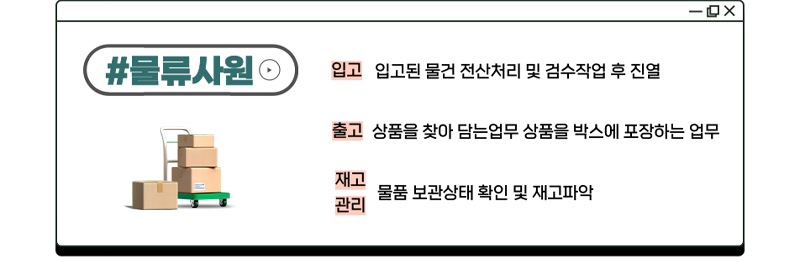 #물류사원
입고 입고된 물건 전산처리 및 검수작업 후 진열
출고 상품을 찾아 담는업무 상품을 박스에 포장하는 업무
재고
관리 물품 보관상태 확인 및 재고파악